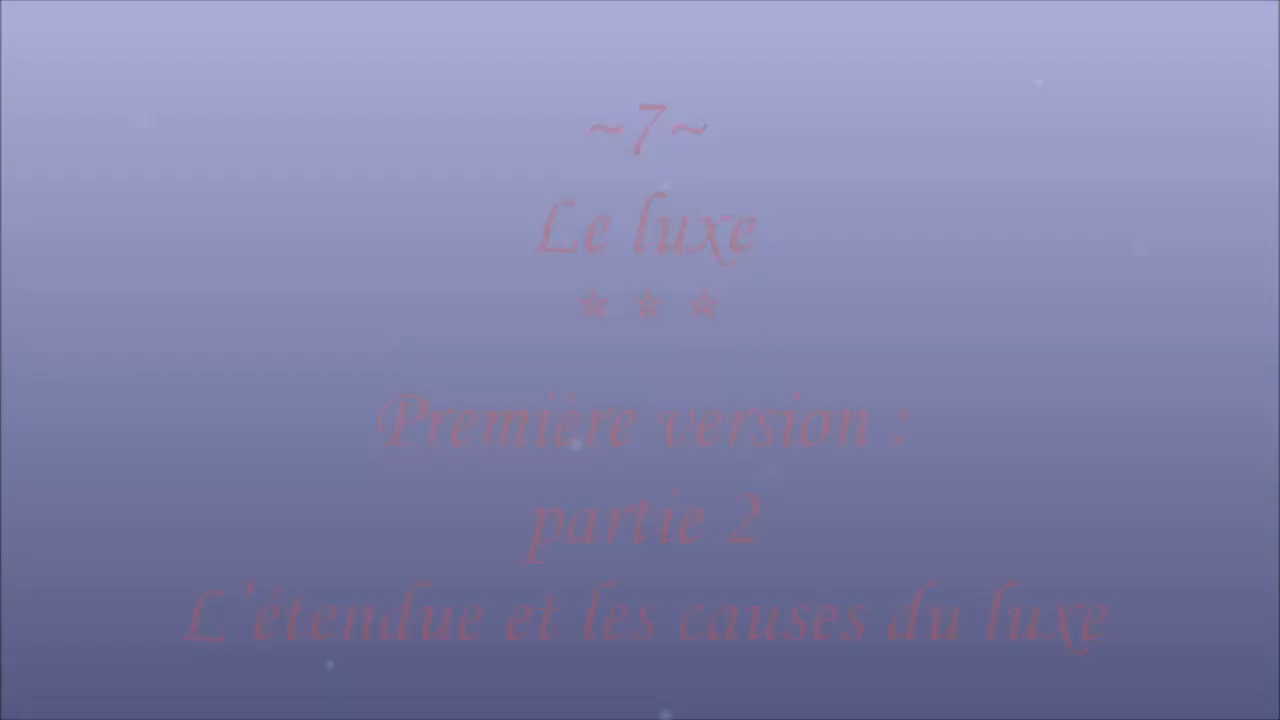 ~7~
Le luxe
* * *
Première version :
partie 2
L'étendue et les causes du luxe